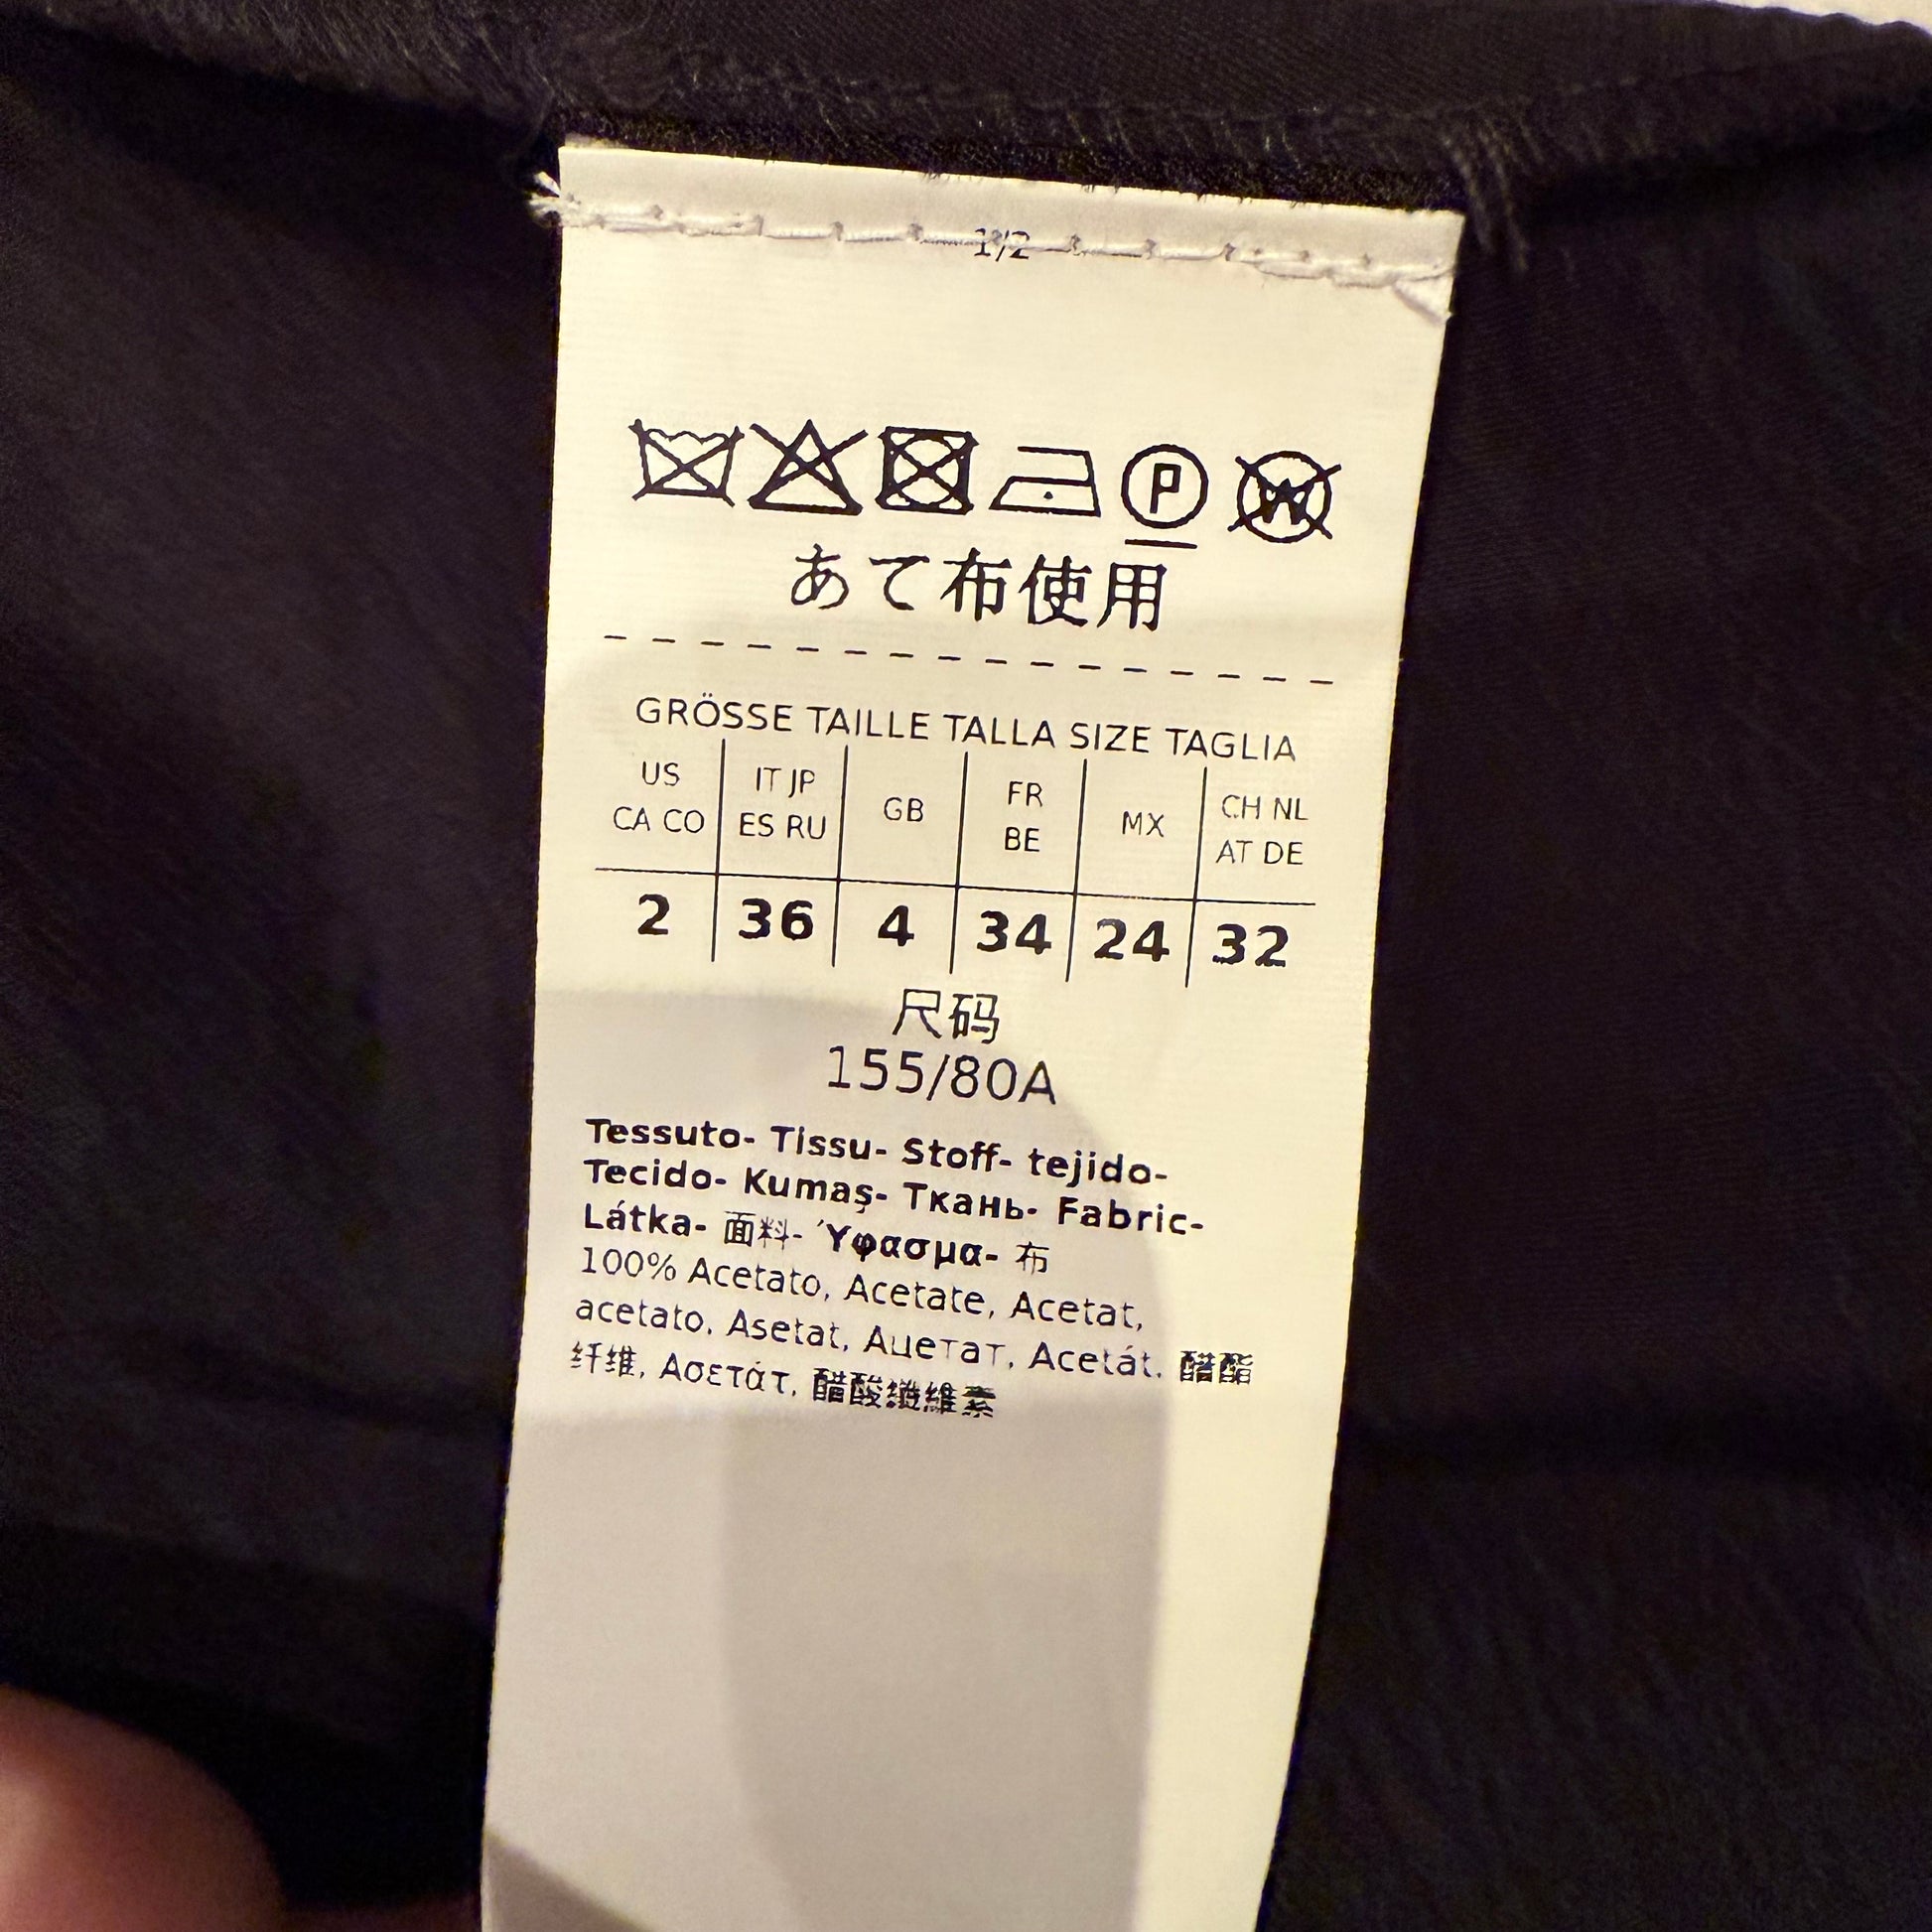 1/2
P W
あて布使用
GRÖSSE TAILLE TALLA SIZE TAGLIA
US IT JP GB FR MX CH NL
CA CO ES RU BE AT DE
2 36 4 34 24 32
尺码
155/80A
Tessuto- Tissu- Stoff- tejido-
Tecido- Kumaş- Ткань- Fabric-
Látka- 面料- Ύφασμα- 布
100% Acetato, Acetate, Acetat,
acetato, Asetat, Ацетат, Acetát, 醋酯
纤维, Ασετάτ, 醋酸纖維素